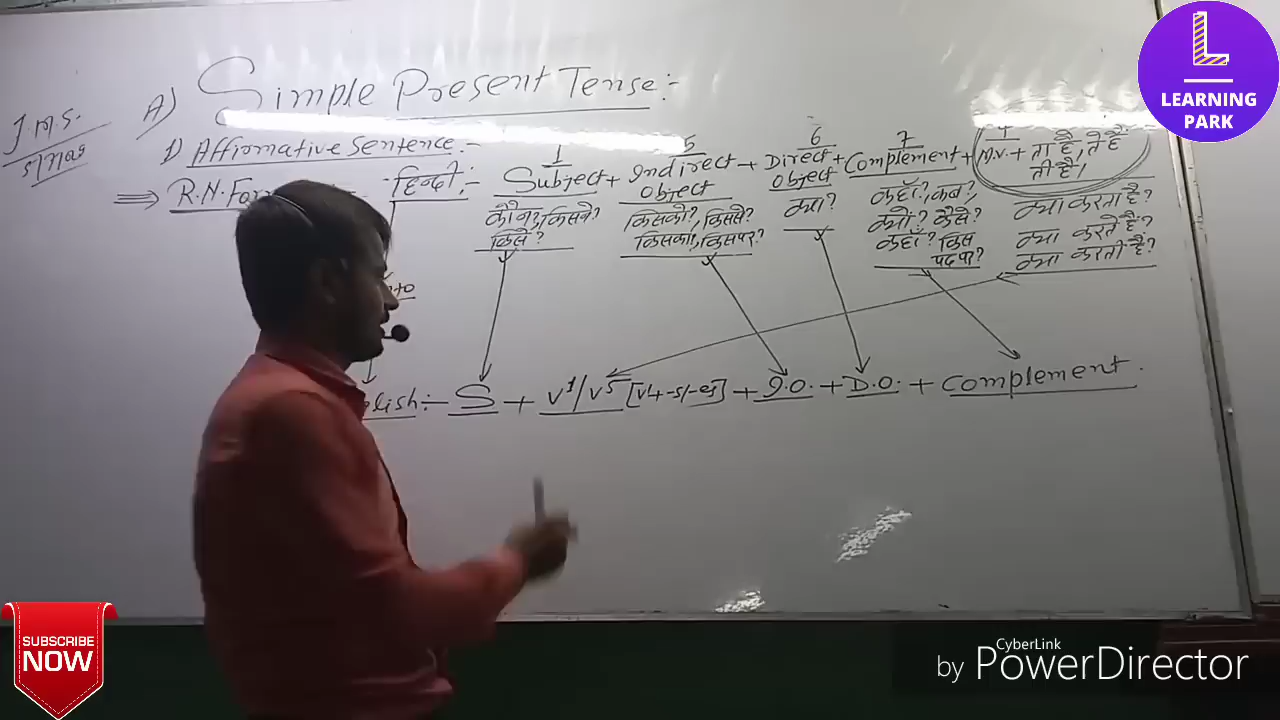 A) Simple Present Tense:-
J.M.S.
1) Affirmative Sentence:-
⇒ R.N. For
हिन्दी:-
1 5 6 7 4
Subject + Indirect Object + Direct Object + Complement + M.V. + ता है, ते हैं
ती है,
कौन?, किसने? किसको?, किससे? क्या? कहाँ?, कब?, क्या करता है?
किसे? किसका?, किसपर? क्यों? कैसे? क्या करते हैं?
कहाँ? किस क्या करती है?
पद पर?
lish:- S + V¹/V⁵ [V¹+-s/-es] + I.O. + D.O. + Complement.
L
LEARNING
PARK
SUBSCRIBE
NOW
CyberLink
by PowerDirector